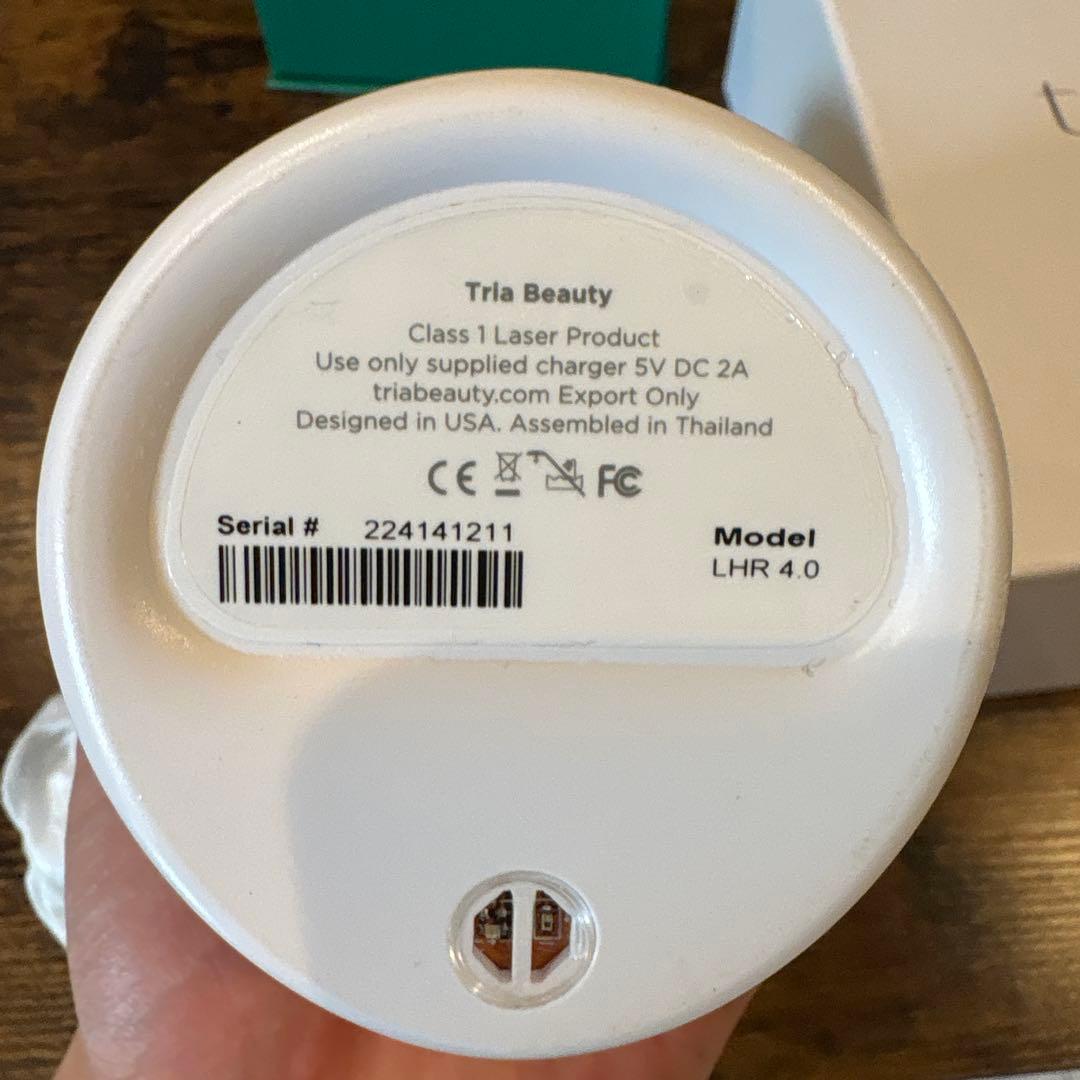 Tria Beauty
Class 1 Laser Product
Use only supplied charger 5V DC 2A
triabeauty.com Export Only
Designed in USA. Assembled in Thailand
CE FC
Serial # 224141211
Model
LHR 4.0
t